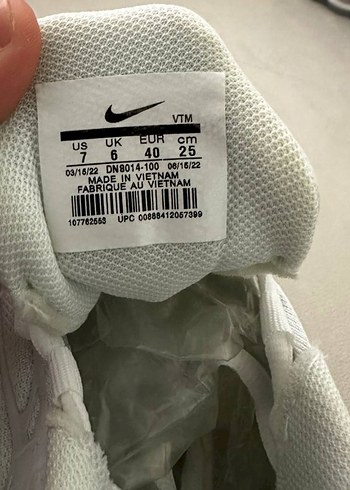 VTM
US UK EUR cm
7 6 40 25
03/15/22 DN8014-100 06/15/22
MADE IN VIETNAM
FABRIQUE AU VIETNAM
107762553 UPC 00888412057399